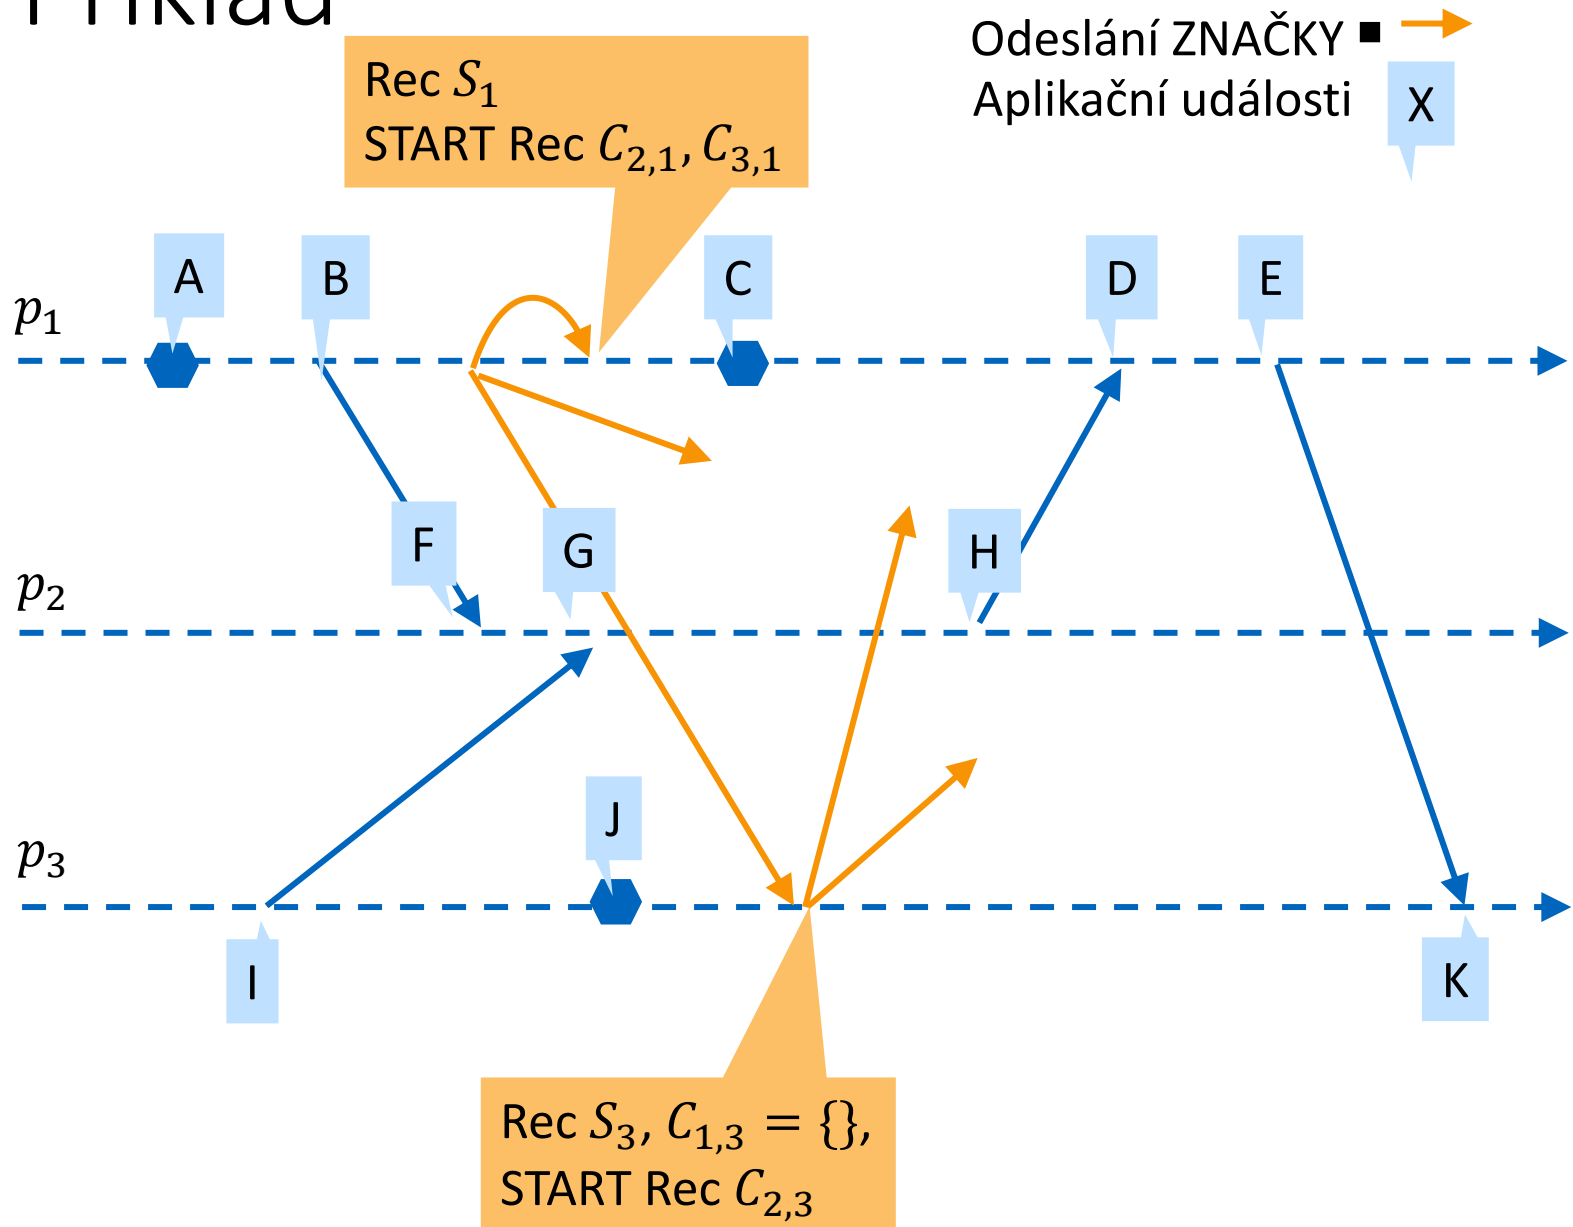 Příklad
Odeslání ZNAČKY ■
Aplikační události X
Rec S₁
START Rec C₂,₁, C₃,₁
A B C D E
p₁
F G H
p₂
J
p₃
I K
Rec S₃, C₁,₃ = {},
START Rec C₂,₃